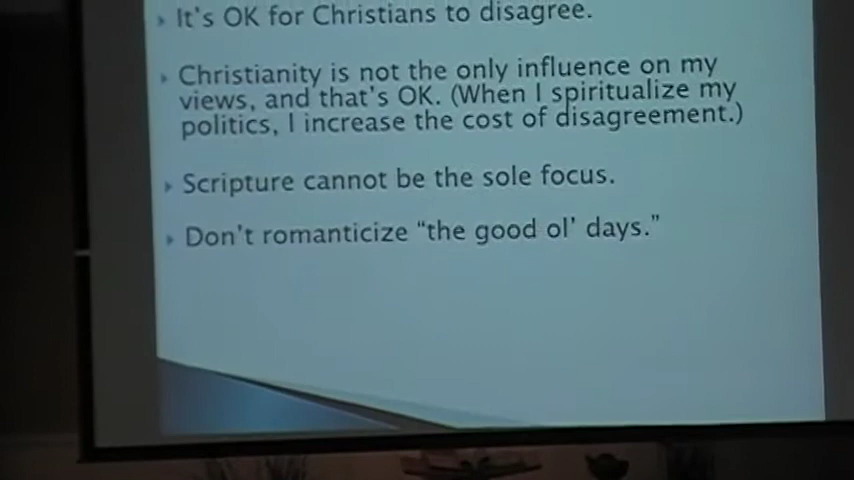 It's OK for Christians to disagree.
Christianity is not the only influence on my
views, and that's OK. (When I spiritualize my
politics, I increase the cost of disagreement.)
Scripture cannot be the sole focus.
Don't romanticize “the good ol’ days.”